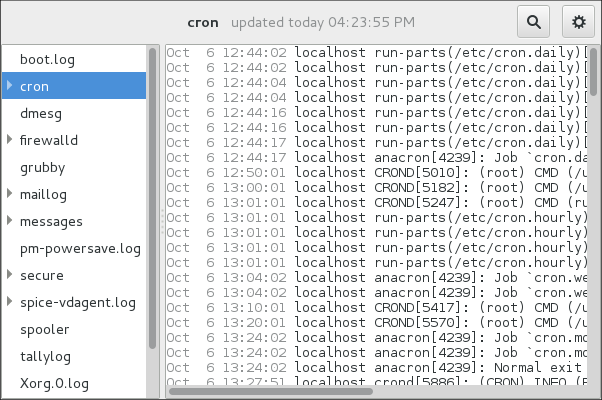 cron updated today 04:23:55 PM
boot.log
cron
dmesg
firewalld
grubby
maillog
messages
pm-powersave.log
secure
spice-vdagent.log
spooler
tallylog
Xorg.0.log
Oct 6 12:44:02 localhost run-parts(/etc/cron.daily)[
Oct 6 12:44:02 localhost run-parts(/etc/cron.daily)[
Oct 6 12:44:04 localhost run-parts(/etc/cron.daily)[
Oct 6 12:44:04 localhost run-parts(/etc/cron.daily)[
Oct 6 12:44:16 localhost run-parts(/etc/cron.daily)[
Oct 6 12:44:16 localhost run-parts(/etc/cron.daily)[
Oct 6 12:44:17 localhost run-parts(/etc/cron.daily)[
Oct 6 12:44:17 localhost anacron[4239]: Job `cron.da
Oct 6 12:50:01 localhost CROND[5010]: (root) CMD (/u
Oct 6 13:00:01 localhost CROND[5182]: (root) CMD (/u
Oct 6 13:01:01 localhost CROND[5247]: (root) CMD (ru
Oct 6 13:01:01 localhost run-parts(/etc/cron.hourly)
Oct 6 13:01:01 localhost run-parts(/etc/cron.hourly)
Oct 6 13:01:01 localhost run-parts(/etc/cron.hourly)
Oct 6 13:01:01 localhost run-parts(/etc/cron.hourly)
Oct 6 13:04:02 localhost anacron[4239]: Job `cron.we
Oct 6 13:04:02 localhost anacron[4239]: Job `cron.we
Oct 6 13:10:01 localhost CROND[5417]: (root) CMD (/u
Oct 6 13:20:01 localhost CROND[5570]: (root) CMD (/u
Oct 6 13:24:02 localhost anacron[4239]: Job `cron.mo
Oct 6 13:24:02 localhost anacron[4239]: Job `cron.mo
Oct 6 13:24:02 localhost anacron[4239]: Normal exit
Oct 6 13:27:51 localhost crond[5886]: (CRON) INFO (R